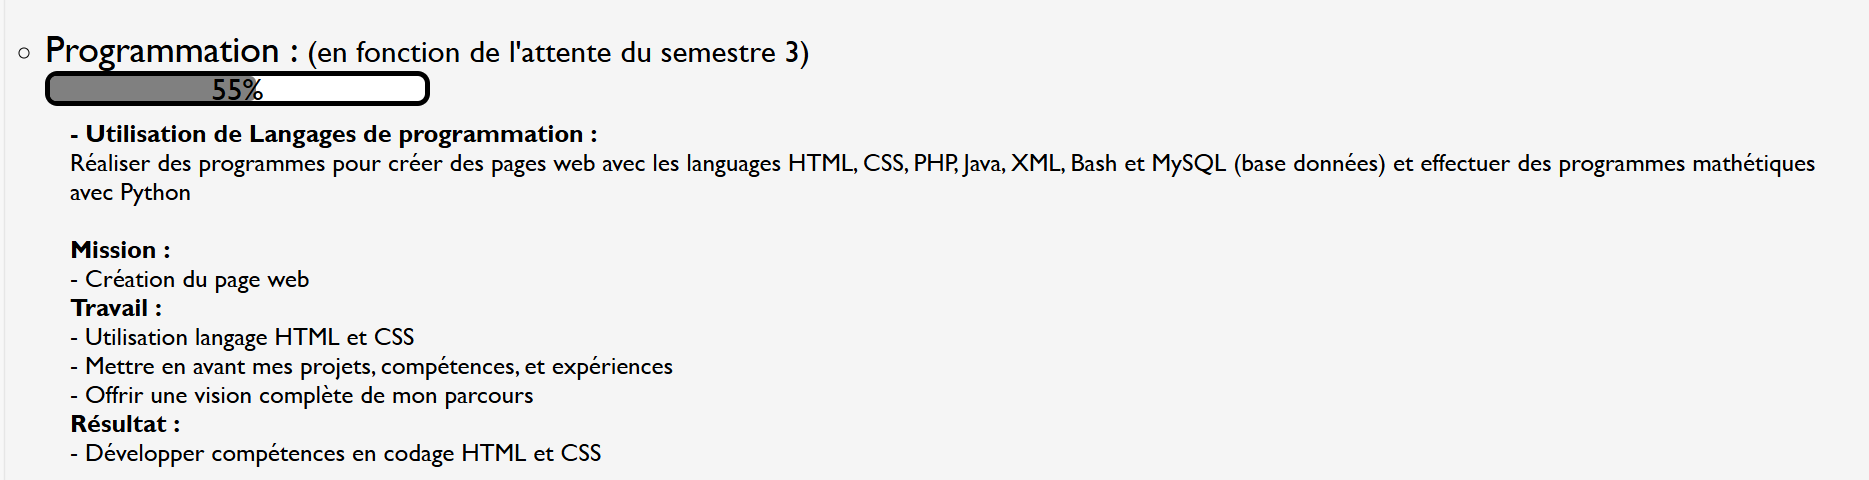 Programmation : (en fonction de l'attente du semestre 3)
55%
- Utilisation de Langages de programmation :
Réaliser des programmes pour créer des pages web avec les languages HTML, CSS, PHP, Java, XML, Bash et MySQL (base données) et effectuer des programmes mathétiques
avec Python
Mission :
- Création du page web
Travail :
- Utilisation langage HTML et CSS
- Mettre en avant mes projets, compétences, et expériences
- Offrir une vision complète de mon parcours
Résultat :
- Développer compétences en codage HTML et CSS